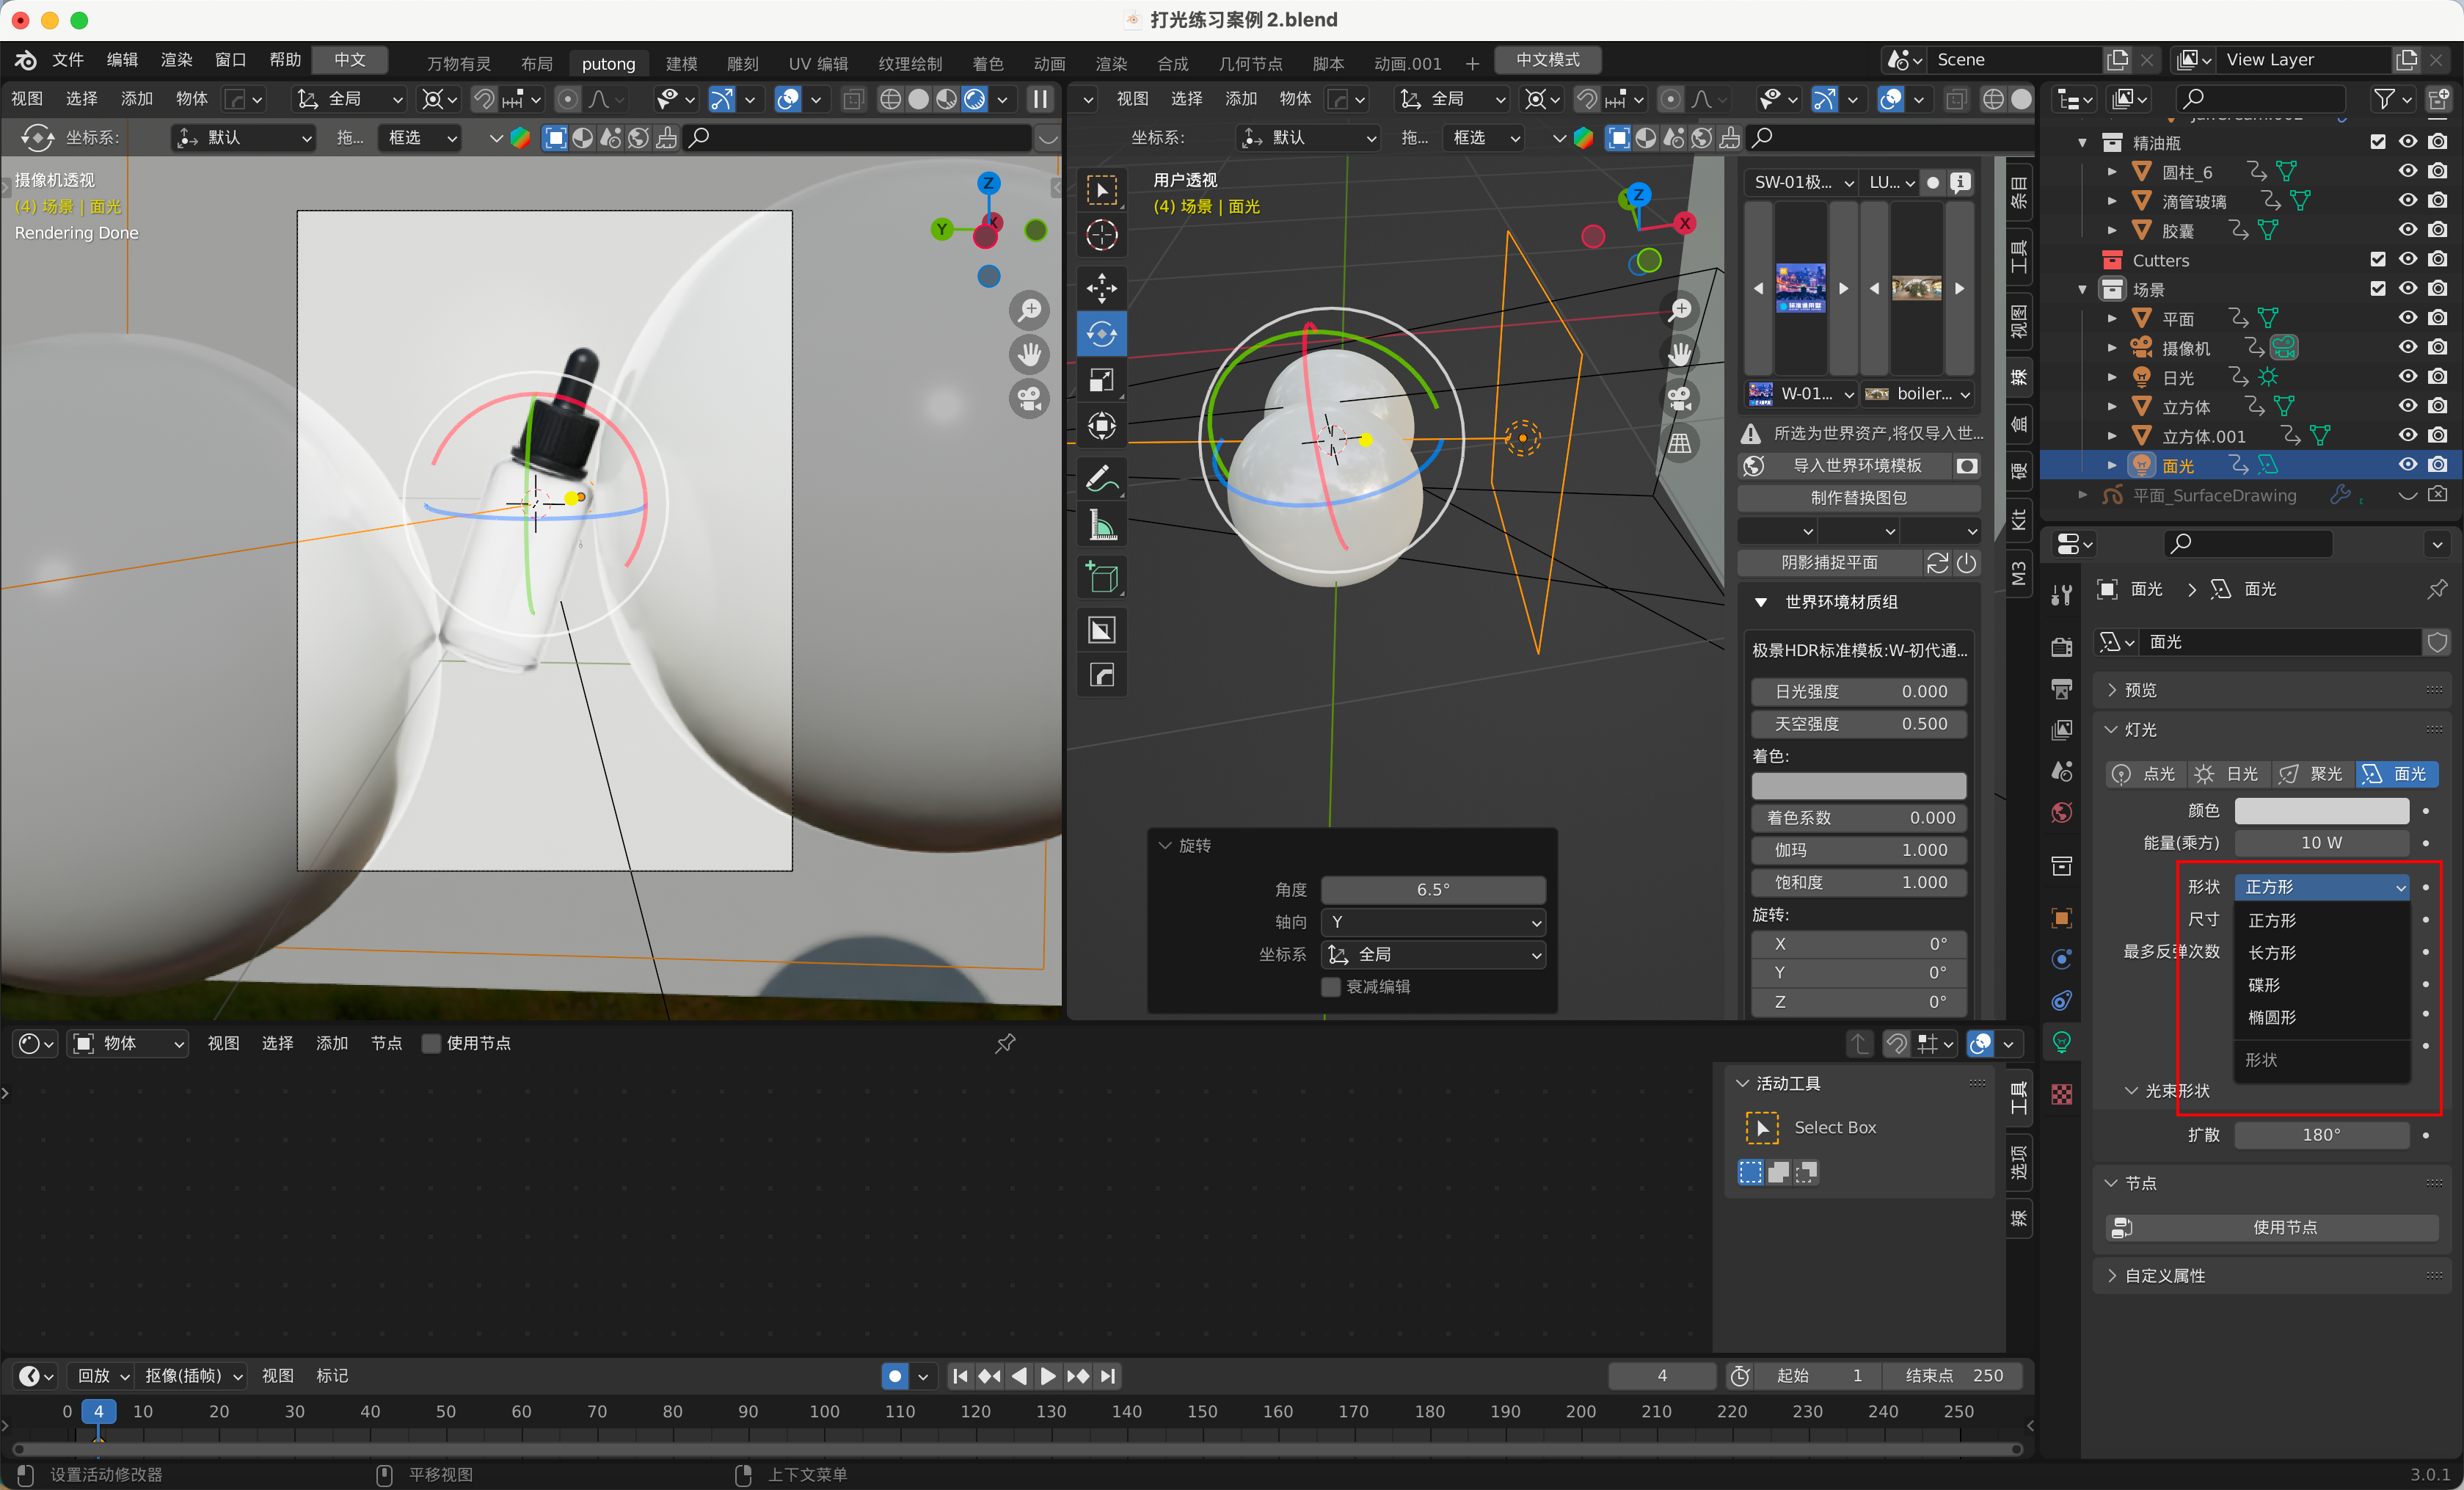 打光练习案例2.blend
文件 编辑 渲染 窗口 帮助 中文 万物有灵 布局 putong 建模 雕刻 UV 编辑 纹理绘制 着色 动画 渲染 合成 几何节点 脚本 动画.001 + 中文模式 Scene View Layer
视图 选择 添加 物体 全局 视图 选择 添加 物体 全局
坐标系: 默认 拖... 框选 坐标系: 默认 拖... 框选
摄像机透视
(4) 场景 | 面光
Rendering Done
Z
Y
X
用户透视
(4) 场景 | 面光
Z
X
SW-01极... LU...
W-01... boiler...
所选为世界资产,将仅导入世...
导入世界环境模板
制作替换图包
阴影捕捉平面
世界环境材质组
极景HDR标准模板:W-初代通...
日光强度 0.000
天空强度 0.500
着色:
着色系数 0.000
伽玛 1.000
饱和度 1.000
旋转:
X 0°
Y 0°
Z 0°
条目
工具
视图
辣
盒
硬
Kit
M3
旋转
角度 6.5°
轴向 Y
坐标系 全局
衰减编辑
精油瓶
圆柱_6
滴管玻璃
胶囊
Cutters
场景
平面
摄像机
日光
立方体
立方体.001
面光
平面_SurfaceDrawing
面光 > 面光
面光
预览
灯光
点光 日光 聚光 面光
颜色
能量(乘方) 10 W
形状 正方形
尺寸 正方形
最多反弹次数 长方形
碟形
椭圆形
形状
光束形状
扩散 180°
节点
使用节点
自定义属性
物体 视图 选择 添加 节点 使用节点
活动工具
Select Box
工具
选项
辣
回放 抠像(插帧) 视图 标记 4 起始 1 结束点 250
0 4 10 20 30 40 50 60 70 80 90 100 110 120 130 140 150 160 170 180 190 200 210 220 230 240 250
设置活动修改器 平移视图 上下文菜单 3.0.1